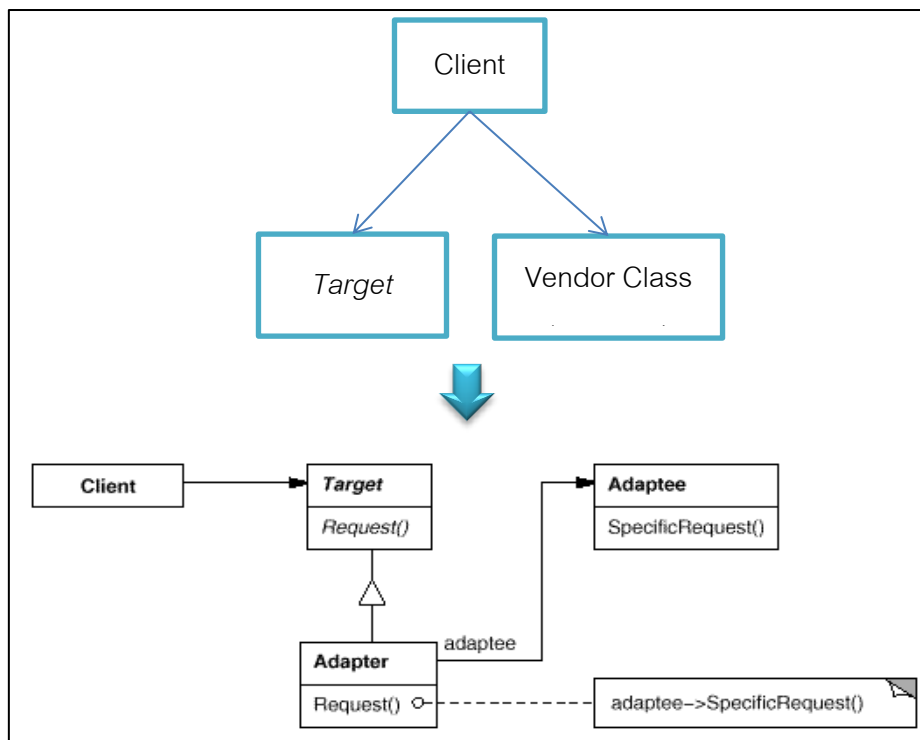 Client
Target
Vendor Class
Client
Target
Adaptee
Request()
SpecificRequest()
adaptee
Adapter
Request()
adaptee->SpecificRequest()